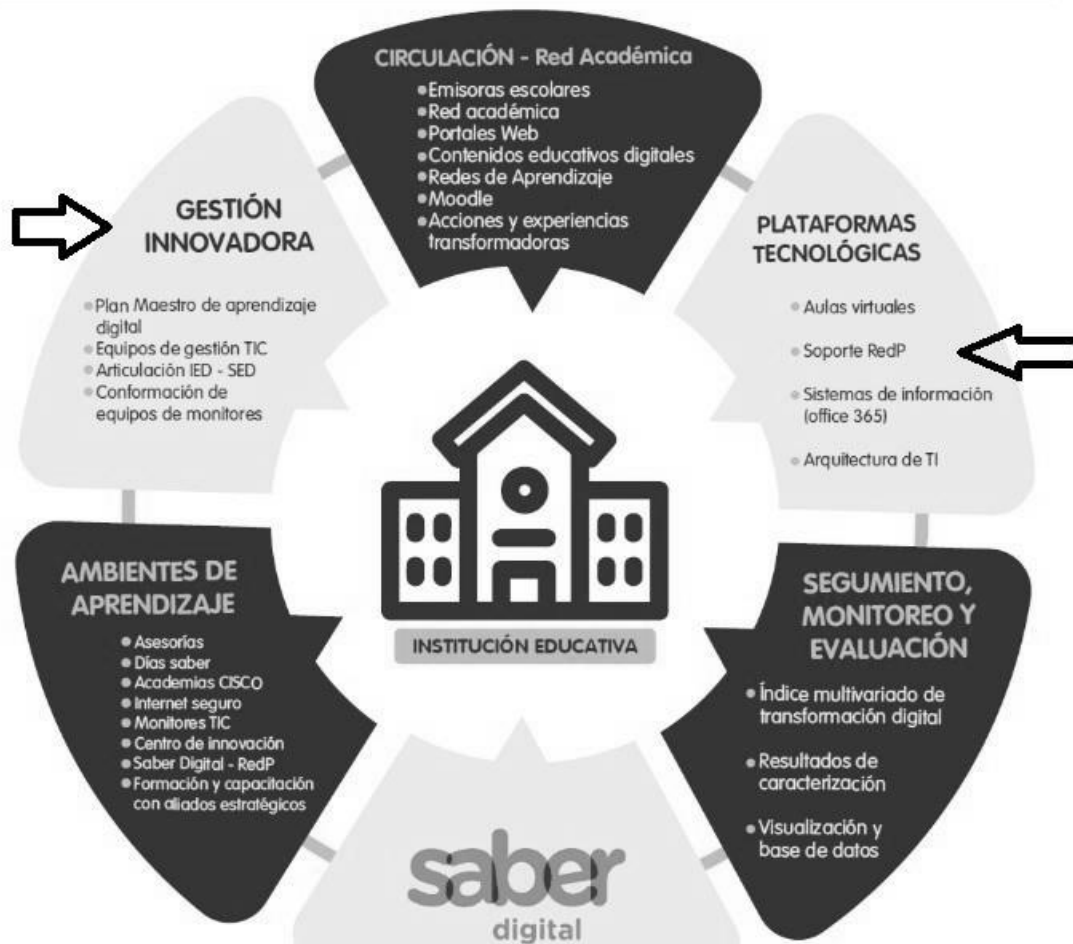 CIRCULACIÓN - Red Académica
Emisoras escolares
Red académica
Portales Web
Contenidos educativos digitales
Redes de Aprendizaje
Moodle
Acciones y experiencias
transformadoras
GESTIÓN
INNOVADORA
Plan Maestro de aprendizaje
digital
Equipos de gestión TIC
Articulación IED - SED
Conformación de
equipos de monitores
PLATAFORMAS
TECNOLÓGICAS
Aulas virtuales
Soporte RedP
Sistemas de información
(office 365)
Arquitectura de TI
INSTITUCIÓN EDUCATIVA
AMBIENTES DE
APRENDIZAJE
Asesorías
Días saber
Academias CISCO
Internet seguro
Monitores TIC
Centro de innovación
Saber Digital - RedP
Formación y capacitación
con aliados estratégicos
SEGUMIENTO,
MONITOREO Y
EVALUACIÓN
Índice multivariado de
transformación digital
Resultados de
caracterización
Visualización y
base de datos
saber
digital